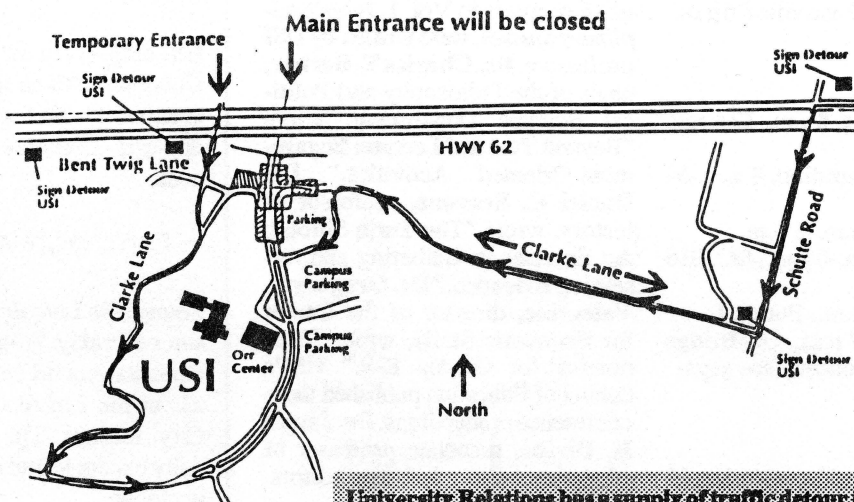 Main Entrance will be closed
Temporary Entrance
Sign Detour
USI
Sign Detour
USI
HWY 62
Bent Twig Lane
Sign Detour
USI
Parking
Clarke Lane
Schutte Road
Clarke Lane
Campus
Parking
Campus
Parking
Orr
Center
USI
Sign Detour
USI
North
University Relations has a supply of traffic detour